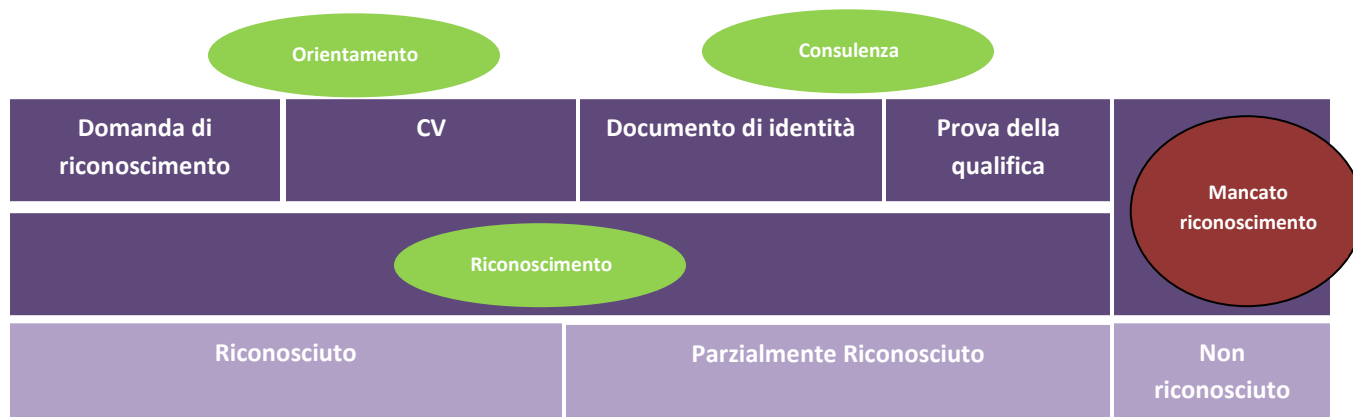 Orientamento
Consulenza
Domanda di
riconoscimento
CV
Documento di identità
Prova della
qualifica
Mancato
riconoscimento
Riconoscimento
Riconosciuto
Parzialmente Riconosciuto
Non
riconosciuto